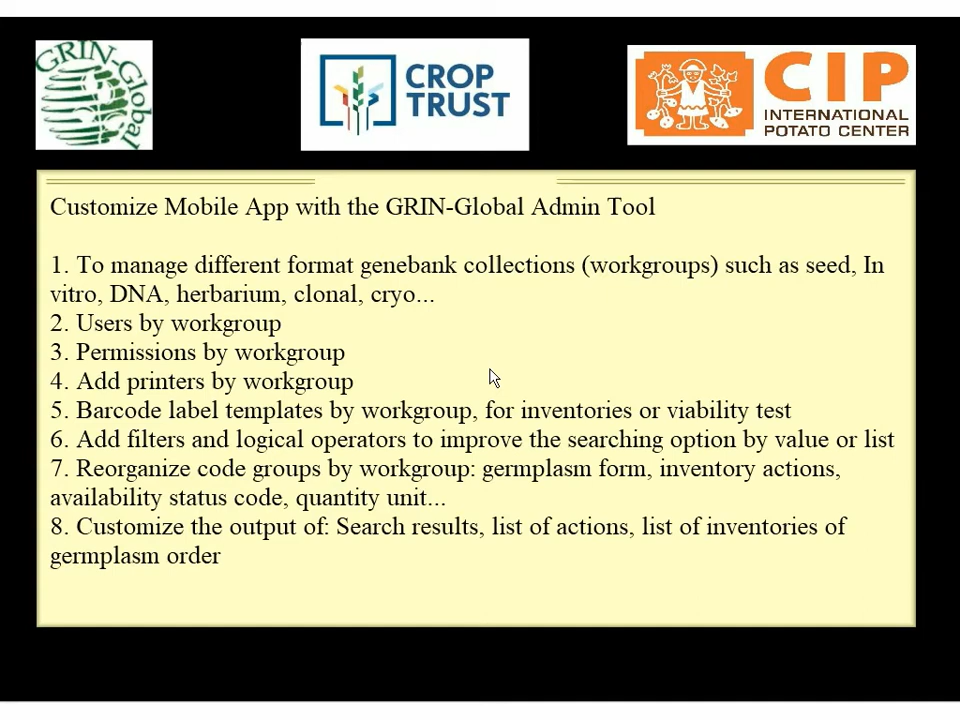 GRIN-Global
CROP
TRUST
CIP
INTERNATIONAL
POTATO CENTER
Customize Mobile App with the GRIN-Global Admin Tool
1. To manage different format genebank collections (workgroups) such as seed, In
vitro, DNA, herbarium, clonal, cryo...
2. Users by workgroup
3. Permissions by workgroup
4. Add printers by workgroup
5. Barcode label templates by workgroup, for inventories or viability test
6. Add filters and logical operators to improve the searching option by value or list
7. Reorganize code groups by workgroup: germplasm form, inventory actions,
availability status code, quantity unit...
8. Customize the output of: Search results, list of actions, list of inventories of
germplasm order